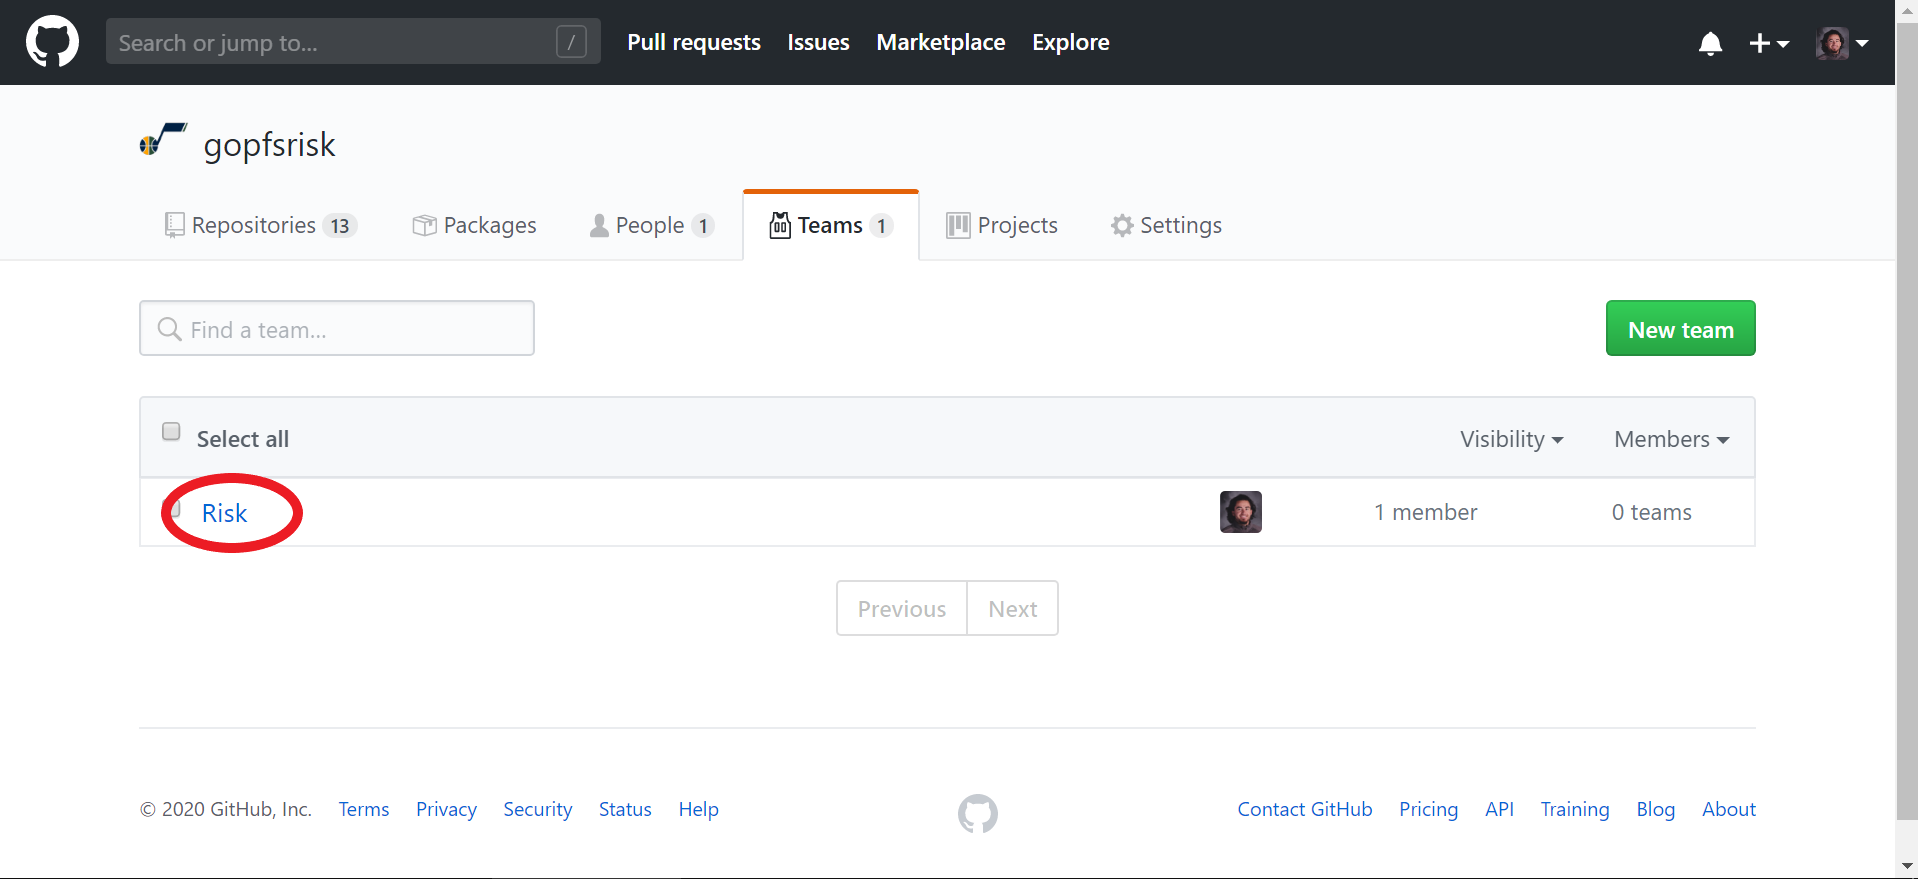 Search or jump to... /
Pull requests Issues Marketplace Explore
gopfsrisk
Repositories 13 Packages People 1 Teams 1 Projects Settings
Find a team... New team
Select all Visibility Members
Risk 1 member 0 teams
Previous Next
© 2020 GitHub, Inc. Terms Privacy Security Status Help Contact GitHub Pricing API Training Blog About